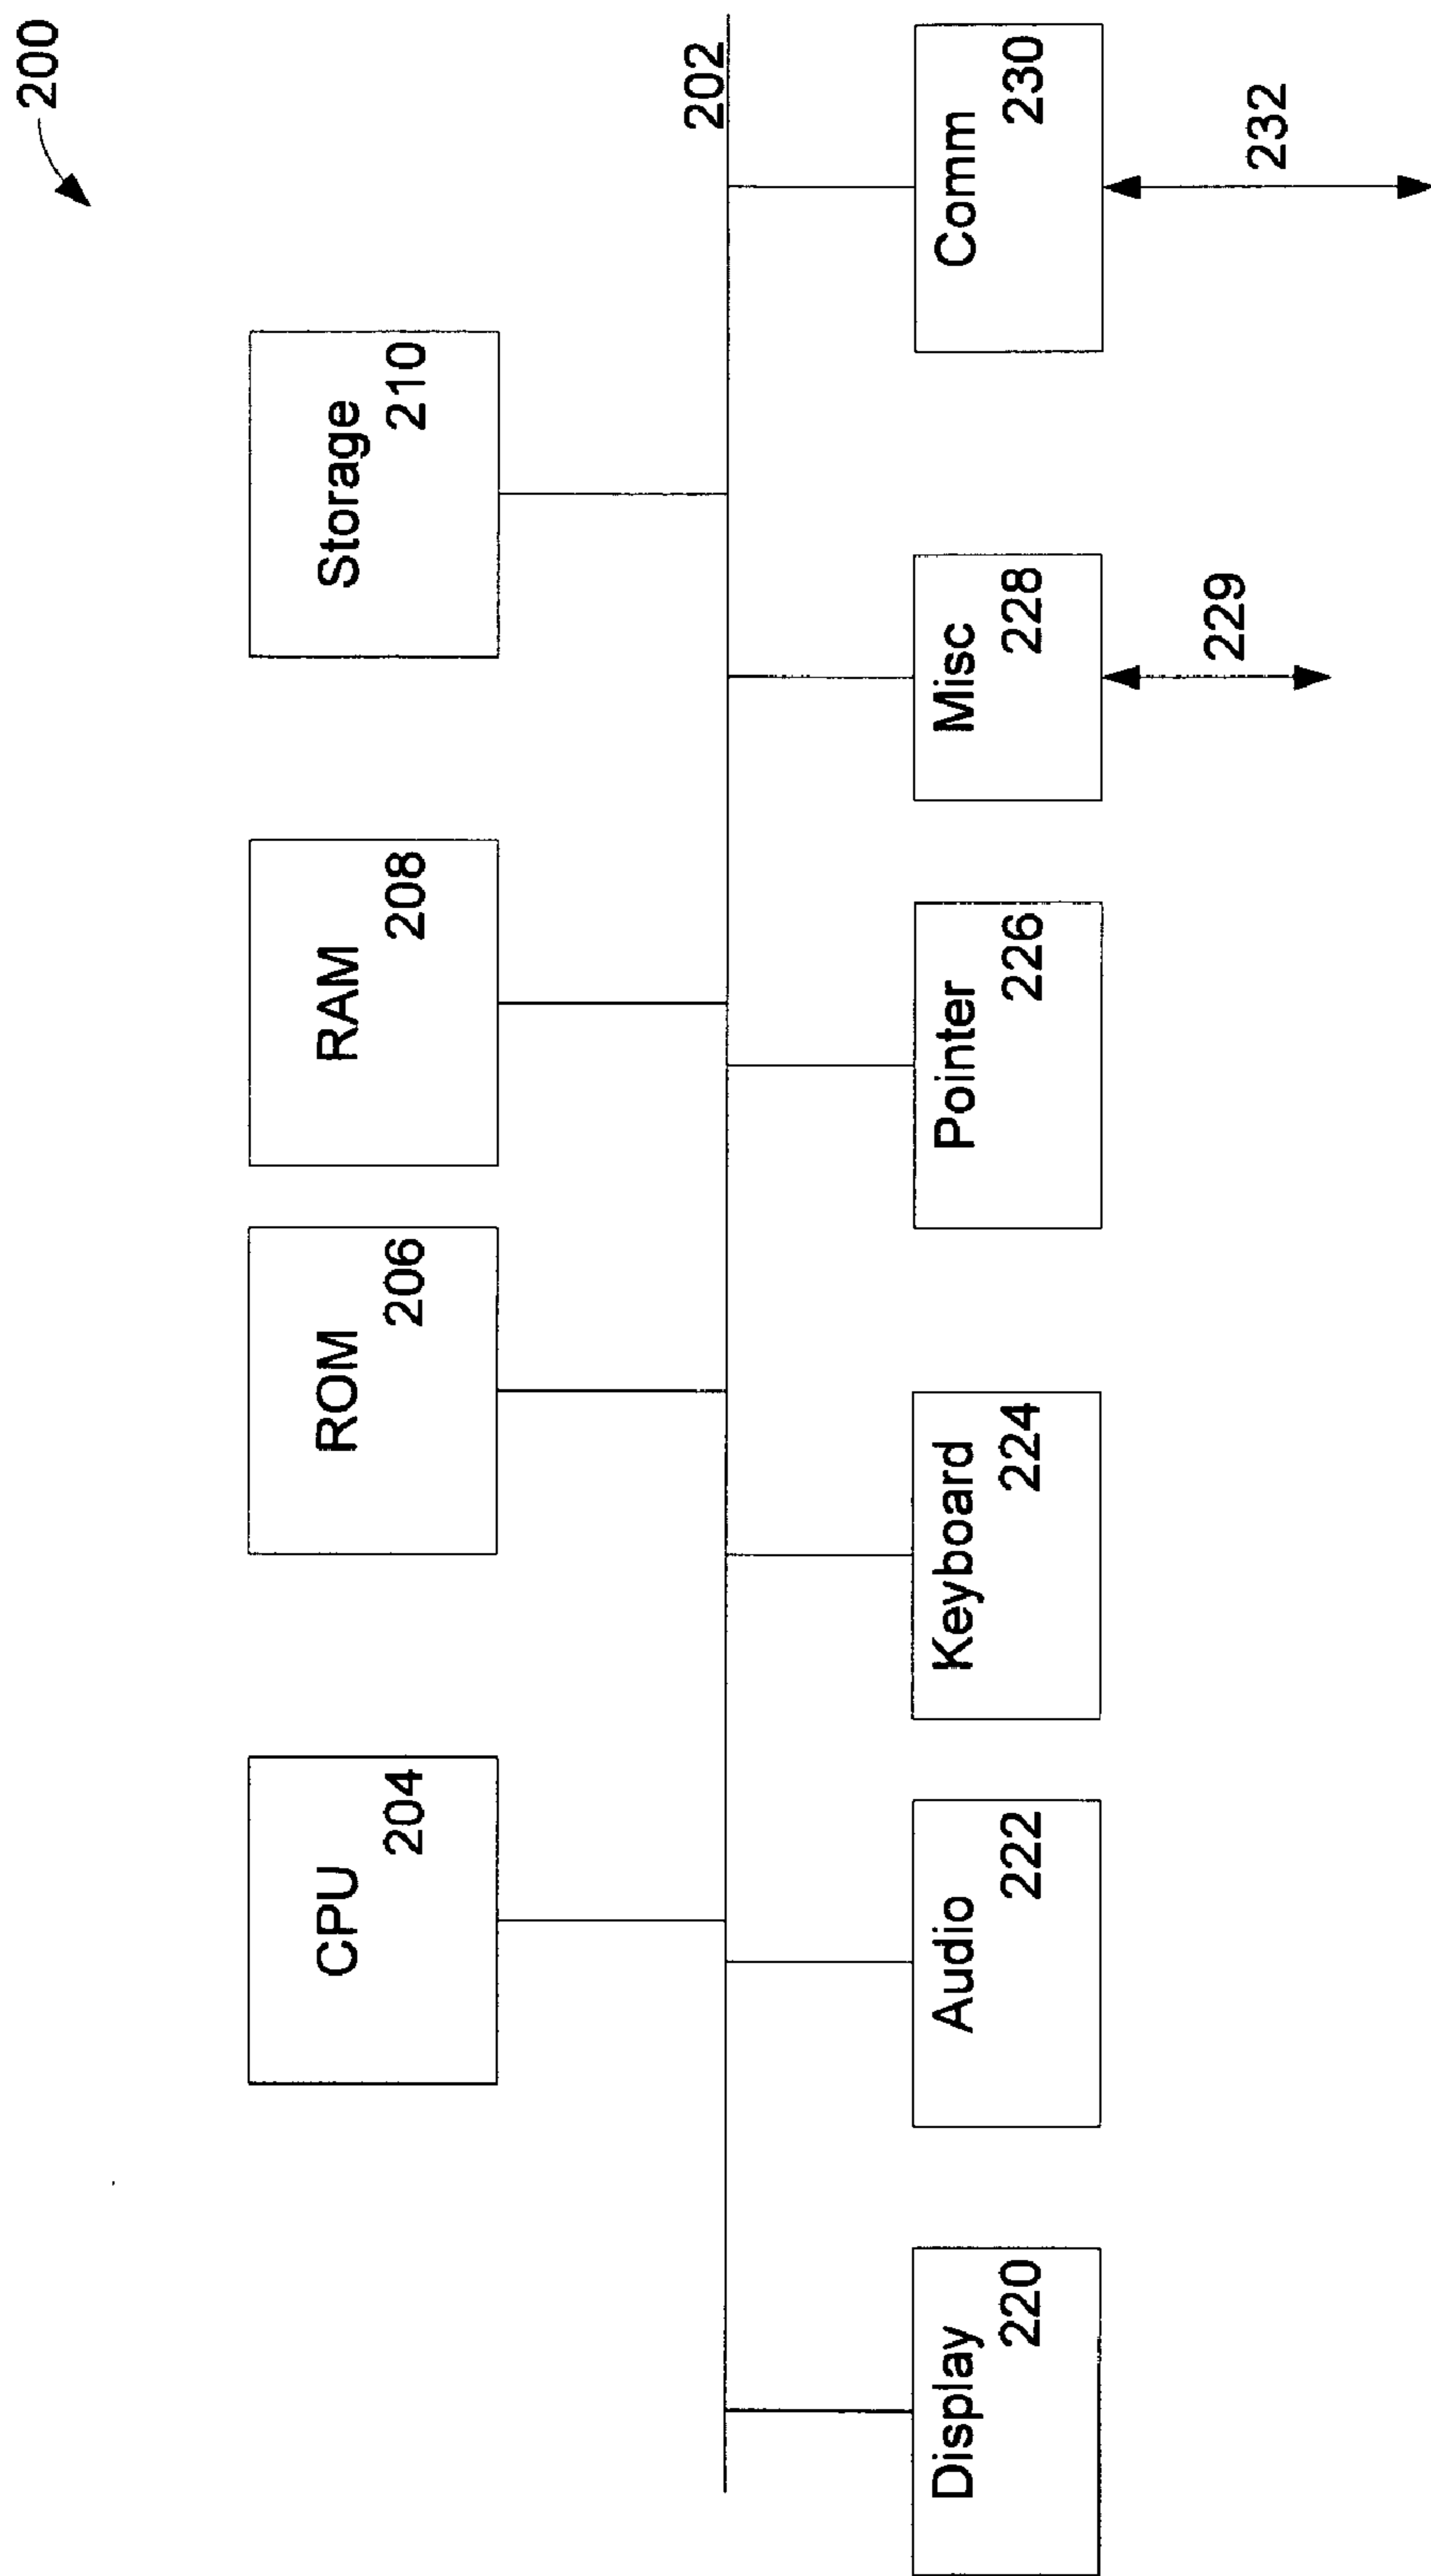 200
CPU
204
ROM
206
RAM
208
Storage
210
202
Display
220
Audio
222
Keyboard
224
Pointer
226
Misc
228
Comm
230
229
232